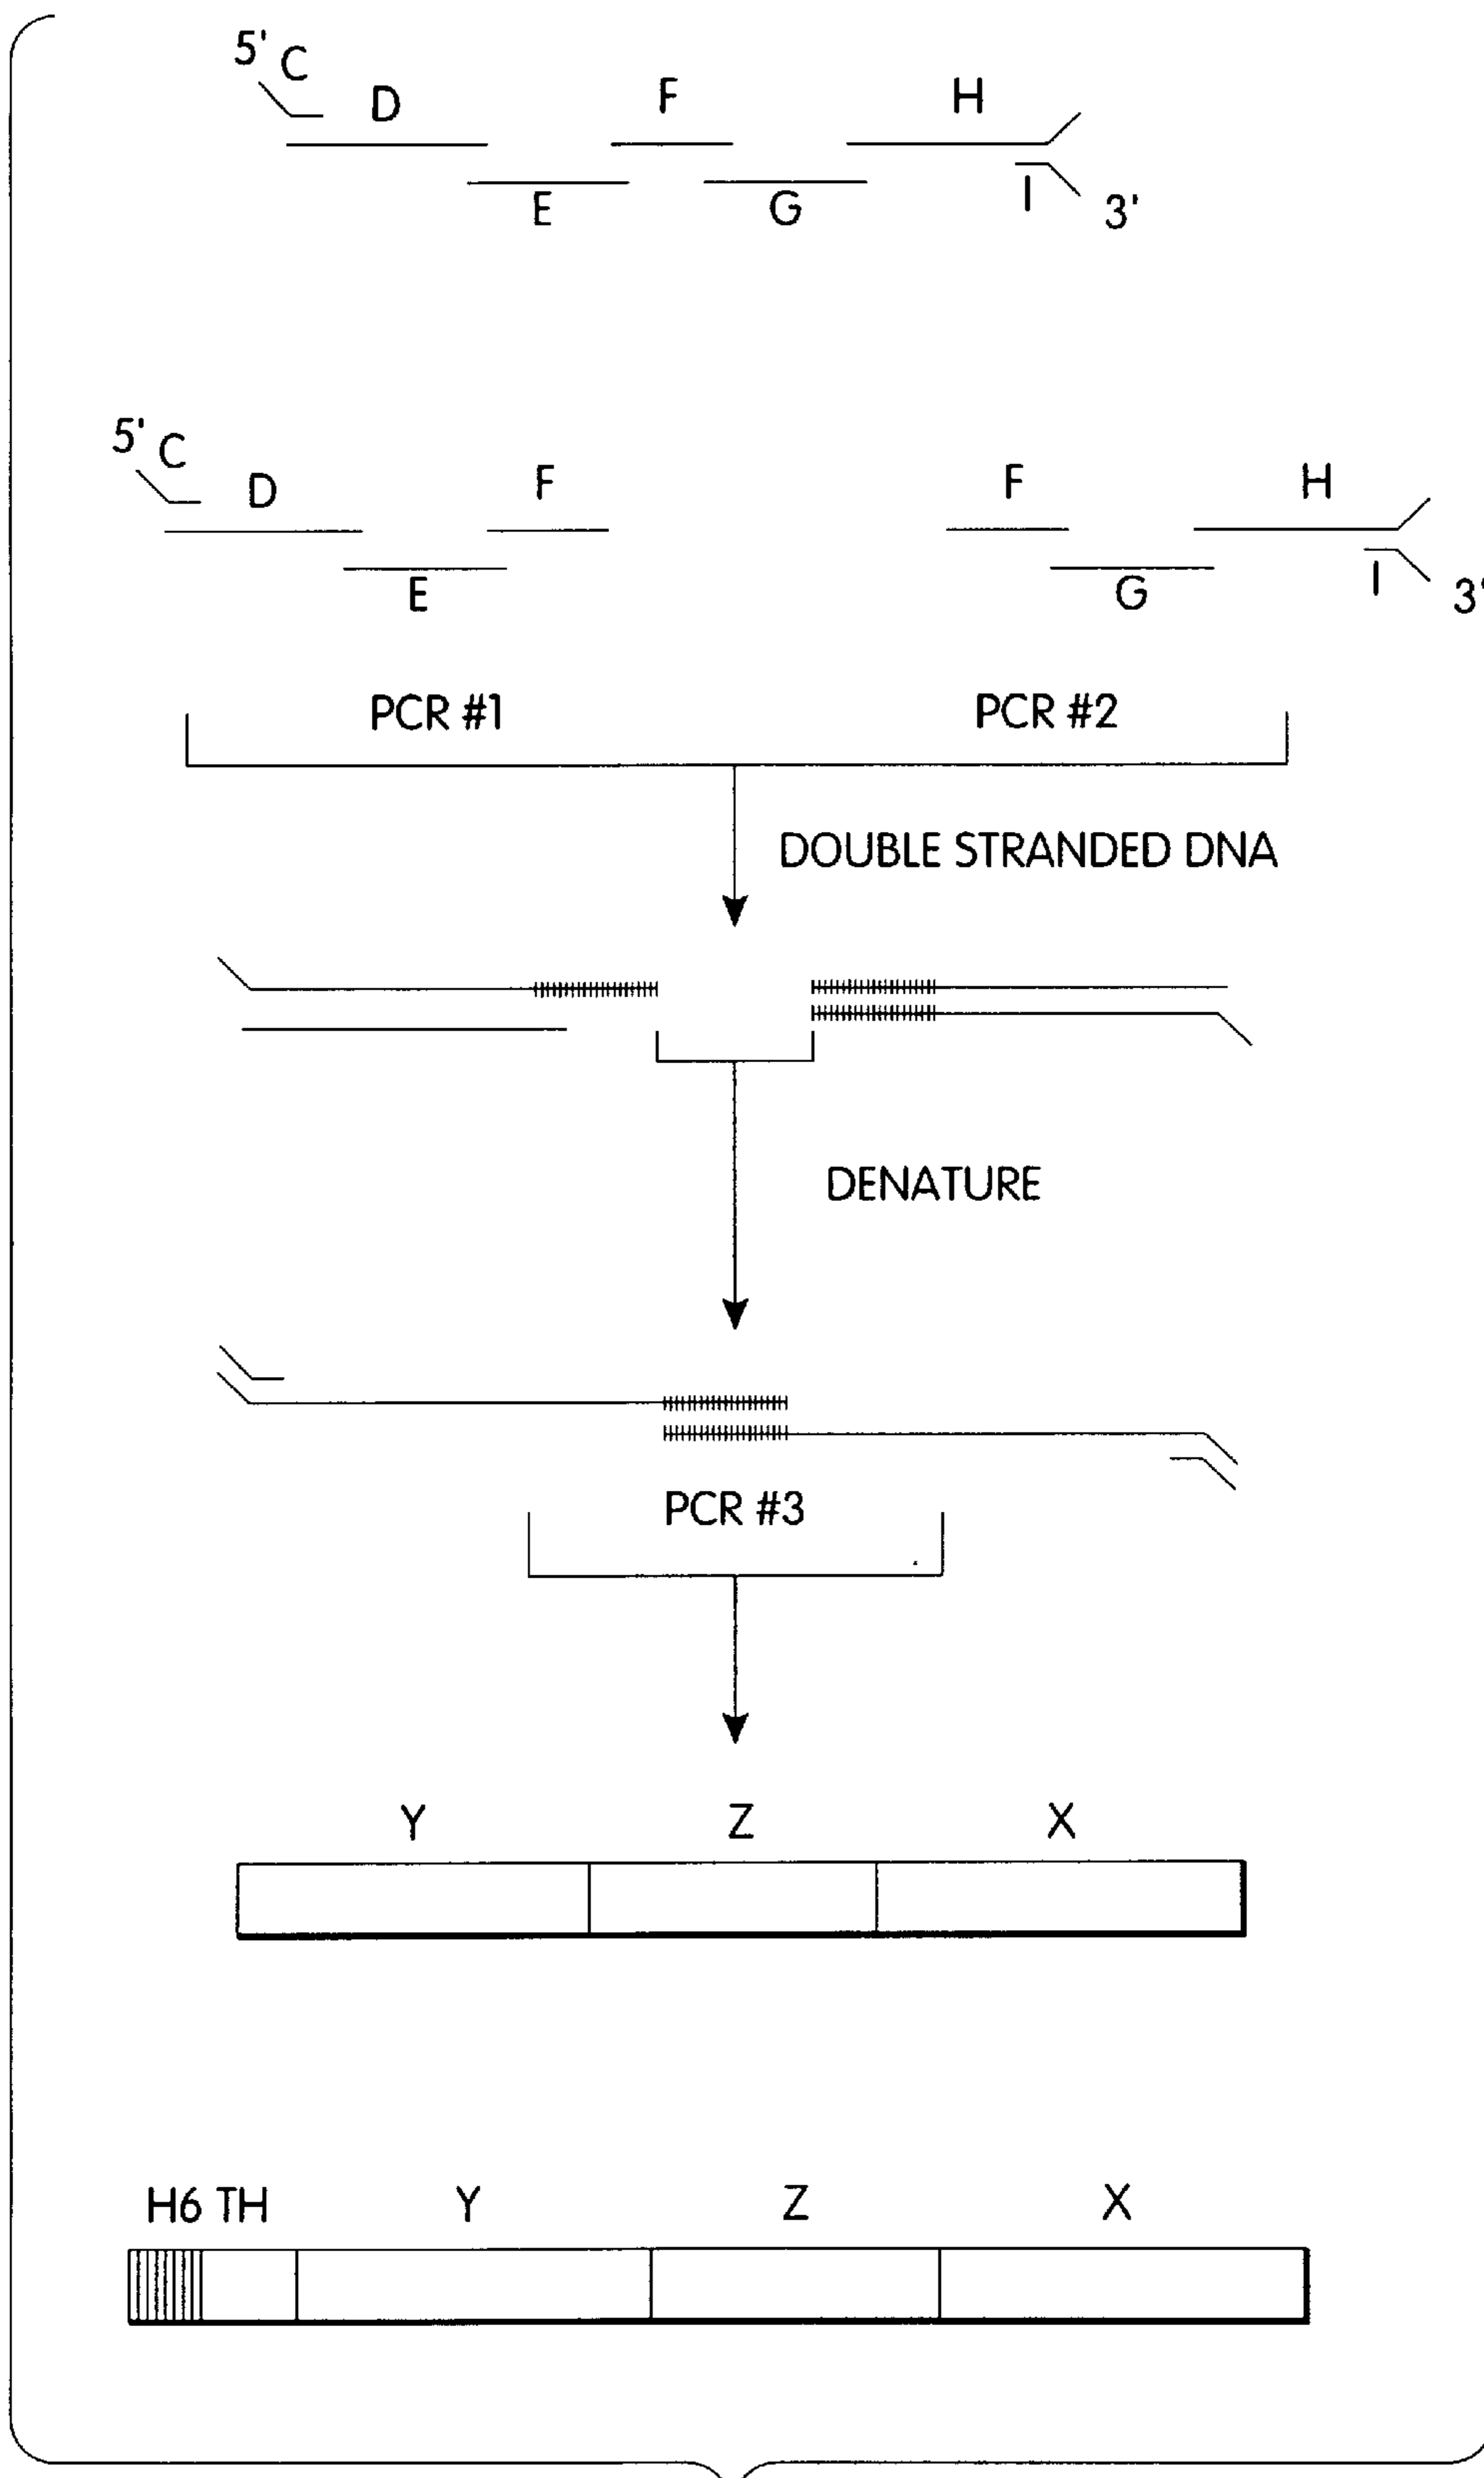 5' C
D F H
E G I 3'
5' C
D F F H
E G I 3'
PCR #1 PCR #2
DOUBLE STRANDED DNA
DENATURE
PCR #3
Y Z X
H6 TH Y Z X